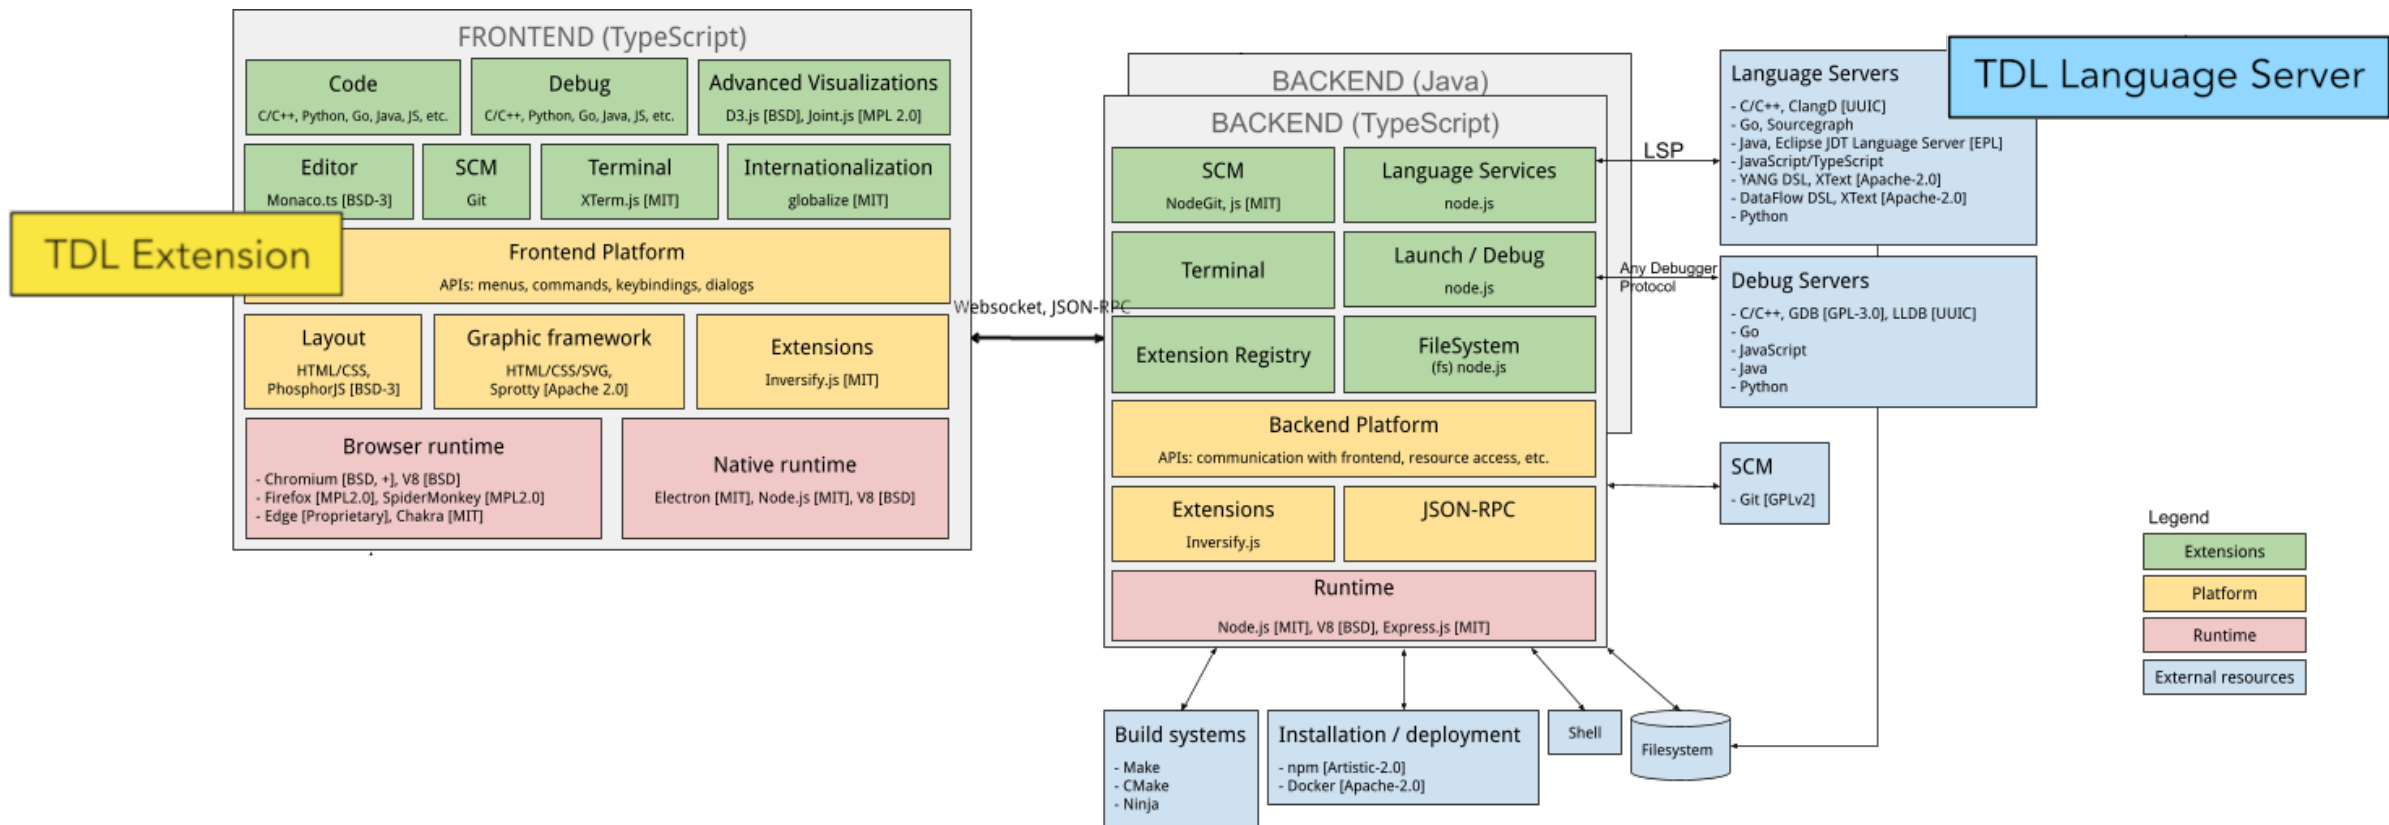 FRONTEND (TypeScript)
Code
C/C++, Python, Go, Java, JS, etc.
Debug
C/C++, Python, Go, Java, JS, etc.
Advanced Visualizations
D3.js [BSD], Joint.js [MPL 2.0]
Editor
Monaco.ts [BSD-3]
SCM
Git
Terminal
XTerm.js [MIT]
Internationalization
globalize [MIT]
TDL Extension
Frontend Platform
APIs: menus, commands, keybindings, dialogs
Layout
HTML/CSS,
PhosphorJS [BSD-3]
Graphic framework
HTML/CSS/SVG,
Sprotty [Apache 2.0]
Extensions
Inversify.js [MIT]
Browser runtime
- Chromium [BSD, +], V8 [BSD]
- Firefox [MPL2.0], SpiderMonkey [MPL2.0]
- Edge [Proprietary], Chakra [MIT]
Native runtime
Electron [MIT], Node.js [MIT], V8 [BSD]
Websocket, JSON-RPC
BACKEND (Java)
BACKEND (TypeScript)
SCM
NodeGit, js [MIT]
Language Services
node.js
Terminal
Launch / Debug
node.js
Extension Registry
FileSystem
(fs) node.js
Backend Platform
APIs: communication with frontend, resource access, etc.
Extensions
Inversify.js
JSON-RPC
Runtime
Node.js [MIT], V8 [BSD], Express.js [MIT]
LSP
Any Debugger
Protocol
Language Servers
- C/C++, ClangD [UUIC]
- Go, Sourcegraph
- Java, Eclipse JDT Language Server [EPL]
- JavaScript/TypeScript
- YANG DSL, XText [Apache-2.0]
- DataFlow DSL, XText [Apache-2.0]
- Python
TDL Language Server
Debug Servers
- C/C++, GDB [GPL-3.0], LLDB [UUIC]
- Go
- JavaScript
- Java
- Python
SCM
- Git [GPLv2]
Build systems
- Make
- CMake
- Ninja
Installation / deployment
- npm [Artistic-2.0]
- Docker [Apache-2.0]
Shell
Filesystem
Legend
Extensions
Platform
Runtime
External resources